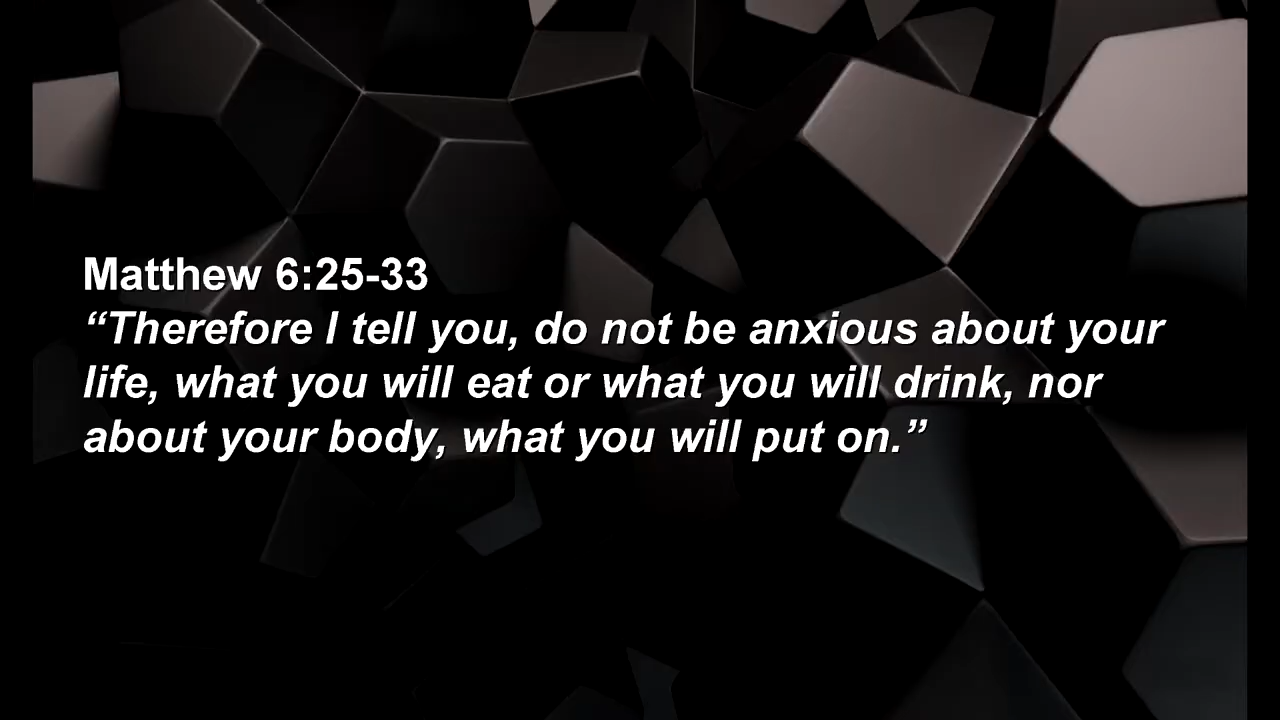 Matthew 6:25-33
“Therefore I tell you, do not be anxious about your
life, what you will eat or what you will drink, nor
about your body, what you will put on.”